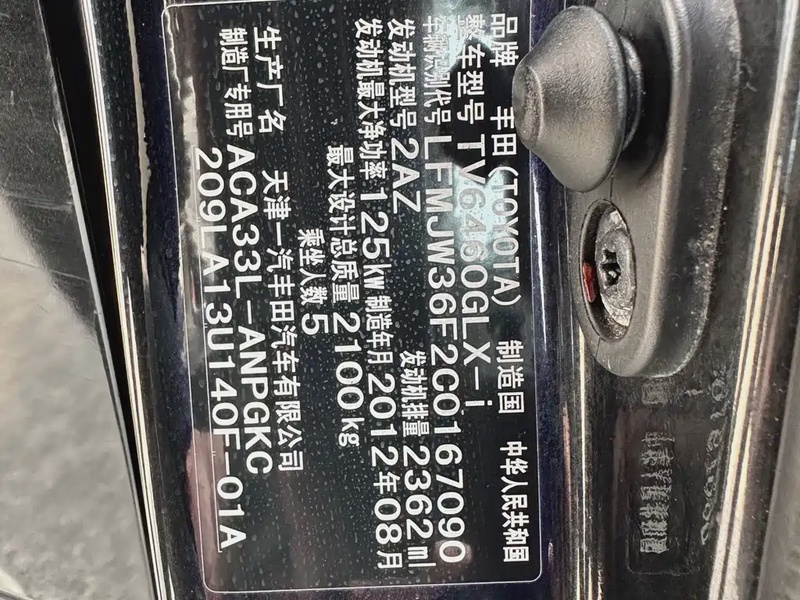 品牌 丰田(TOYOTA) 制造国 中华人民共和国
整车型号 TV6460GLX-i
车辆识别代号 LFMJW36F2C0167090
发动机型号 2AZ 发动机排量 2362ml
发动机最大净功率 125kw 制造年月 2012年08月
最大设计总质量 2100kg
乘坐人数 5
生产厂名 天津一汽丰田汽车有限公司
制造厂专用号 ACA33L-ANPGKC
209LA13U140F-01A